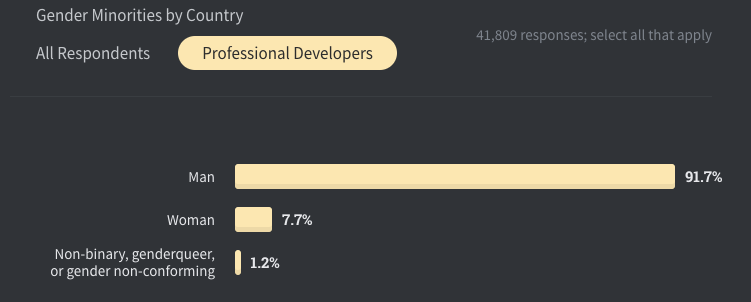 Gender Minorities by Country
41,809 responses; select all that apply
All Respondents
Professional Developers
Man
91.7%
Woman
7.7%
Non-binary, genderqueer,
or gender non-conforming
1.2%